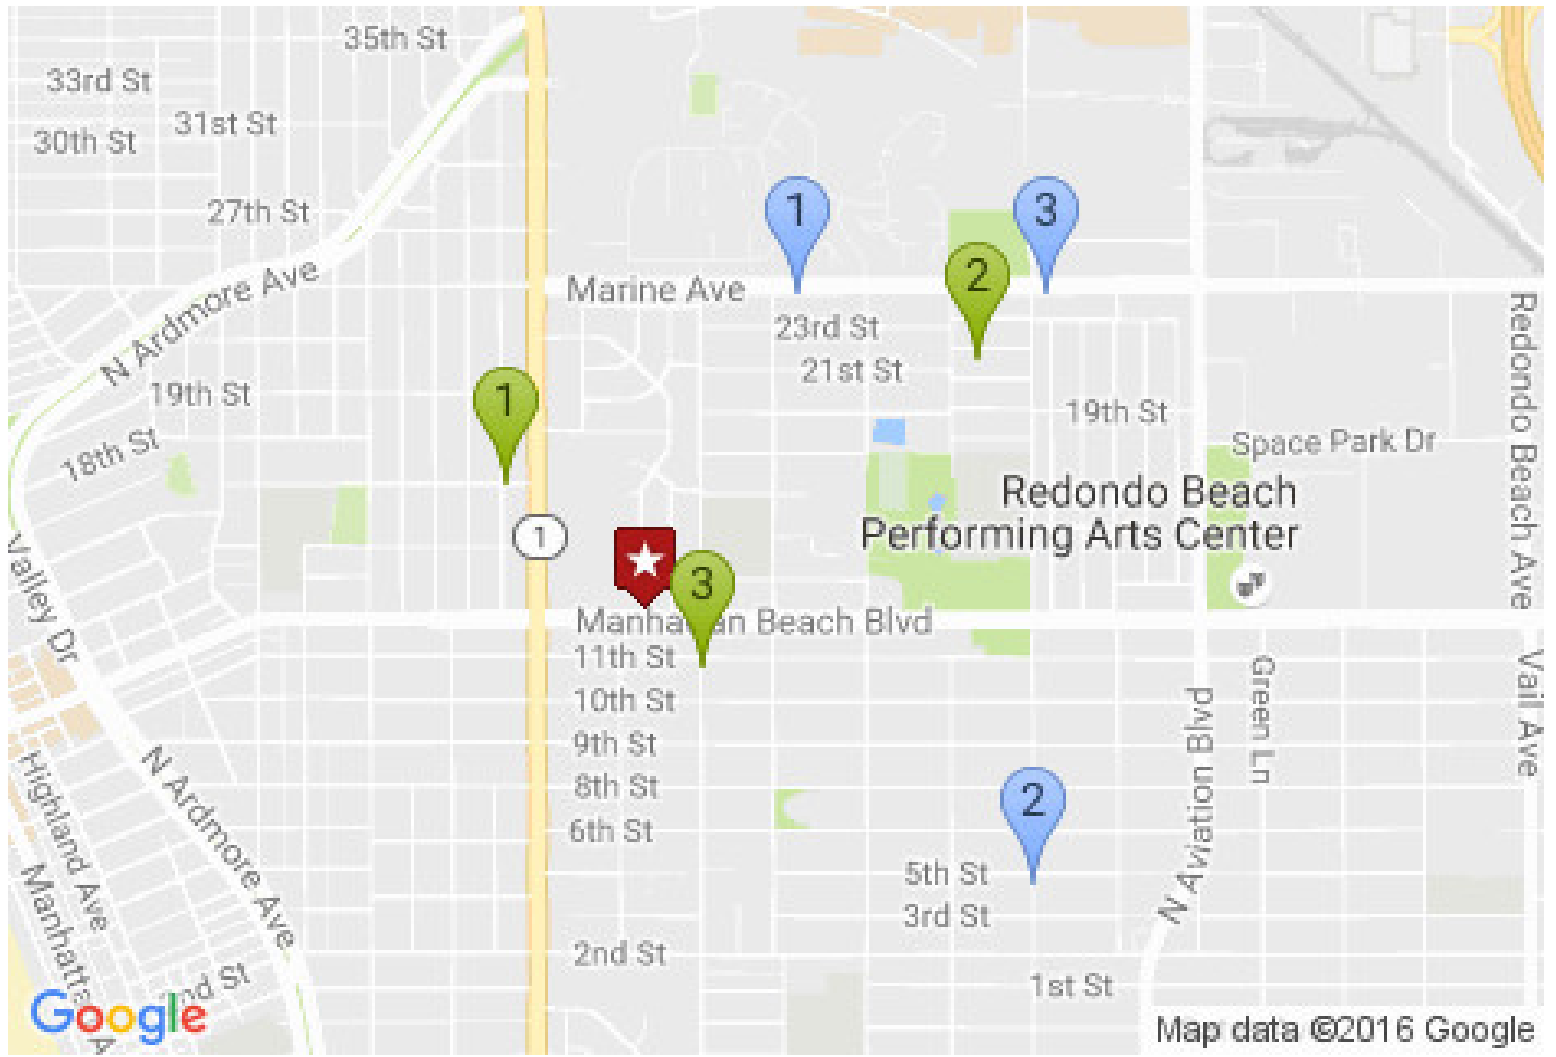 35th St
33rd St
31st St
30th St
27th St
1
3
2
Marine Ave
N Ardmore Ave
23rd St
21st St
19th St
1
19th St
18th St
Space Park Dr
Redondo Beach Ave
Redondo Beach
Performing Arts Center
1
Valley Dr
3
Manhattan Beach Blvd
11th St
10th St
9th St
8th St
6th St
Green Ln
Vail Ave
N Aviation Blvd
2
Highland Ave
N Ardmore Ave
5th St
3rd St
2nd St
1st St
Google
Map data ©2016 Google